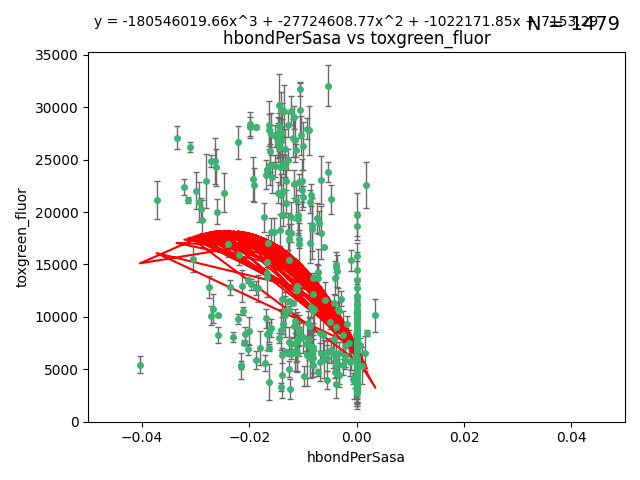 y = -180546019.66x^3 + -27724608.77x^2 + -1022171.85x + 7153.29
N = 1479
hbondPerSasa vs toxgreen_fluor
35000
30000
25000
20000
15000
10000
5000
0
toxgreen_fluor
−0.04
−0.02
0.00
0.02
0.04
hbondPerSasa